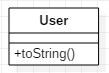 User
+toString()